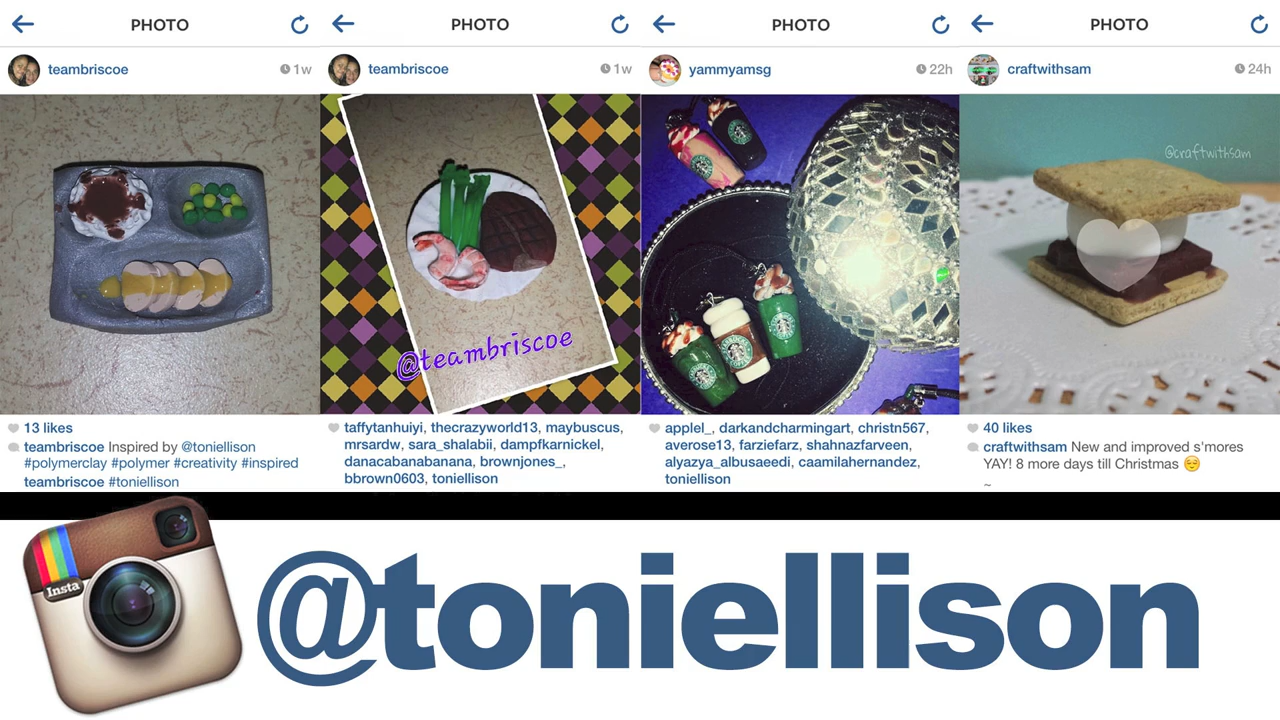 PHOTO
teambriscoe 1w
13 likes
teambriscoe Inspired by @toniellison
#polymerclay #polymer #creativity #inspired
teambriscoe #toniellison
PHOTO
teambriscoe 1w
@teambriscoe
taffytanhuiyi, thecrazyworld13, maybuscus,
mrsardw, sara_shalabii, dampfkarnickel,
danacabanabanana, brownjones_,
bbrown0603, toniellison
PHOTO
yammyamsg 22h
applel_, darkandcharmingart, christn567,
averose13, farziefarz, shahnazfarveen,
alyazya_albusaeedi, caamilahernandez,
toniellison
PHOTO
craftwithsam 24h
@craftwithsam
40 likes
craftwithsam New and improved s'mores
YAY! 8 more days till Christmas 😌
~
Insta
@toniellison